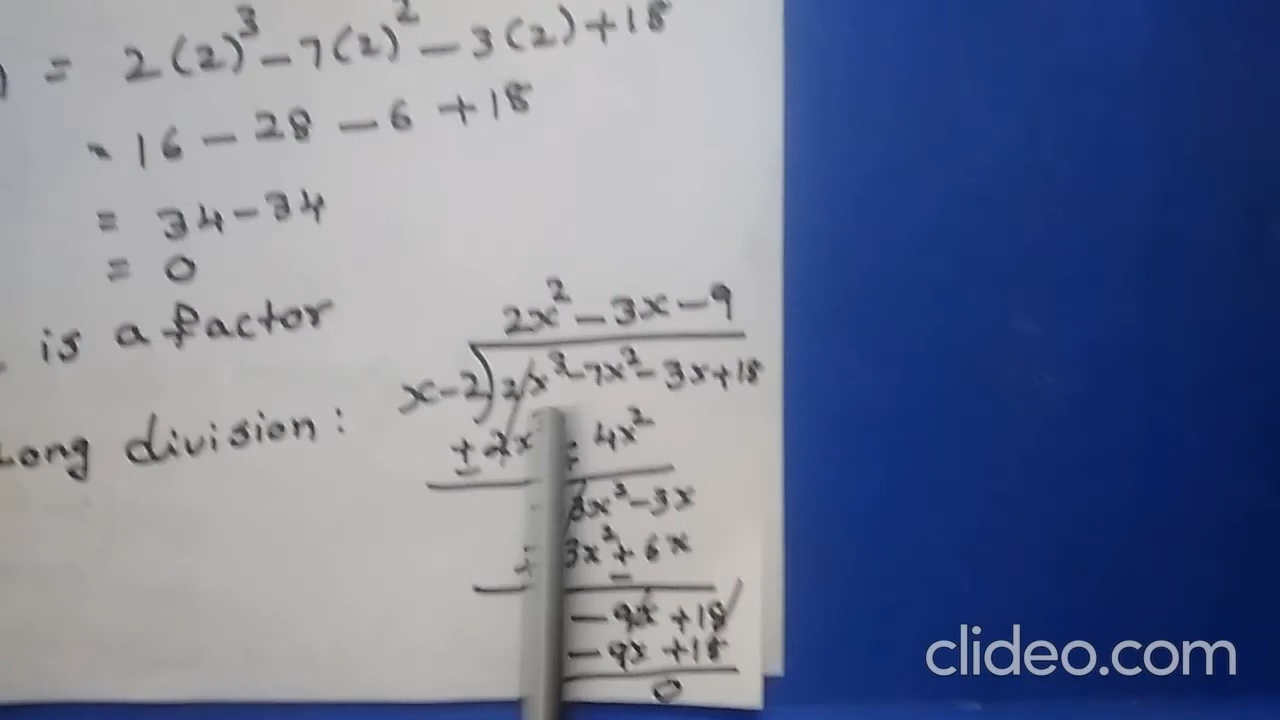 ) = 2(2)³ - 7(2)² - 3(2) + 18
= 16 - 28 - 6 + 18
= 34 - 34
= 0
is a factor
Long division:
2x² - 3x - 9
x - 2) 2x³ - 7x² - 3x + 18
+ 2x 4x²
3x² - 3x
3x² + 6x
- 9x + 18
- 9x + 18
0
clideo.com